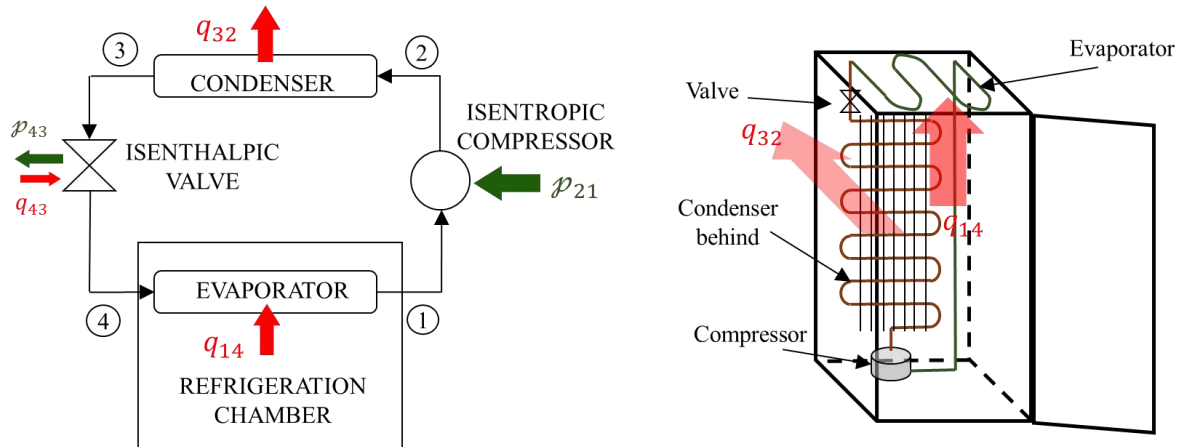 q₃₂
③
②
CONDENSER
ISENTROPIC
COMPRESSOR
𝓅₄₃
ISENTHALPIC
VALVE
q₄₃
𝓅₂₁
EVAPORATOR
④
①
q₁₄
REFRIGERATION
CHAMBER
Evaporator
Valve
q₃₂
Condenser
behind
q₁₄
Compressor